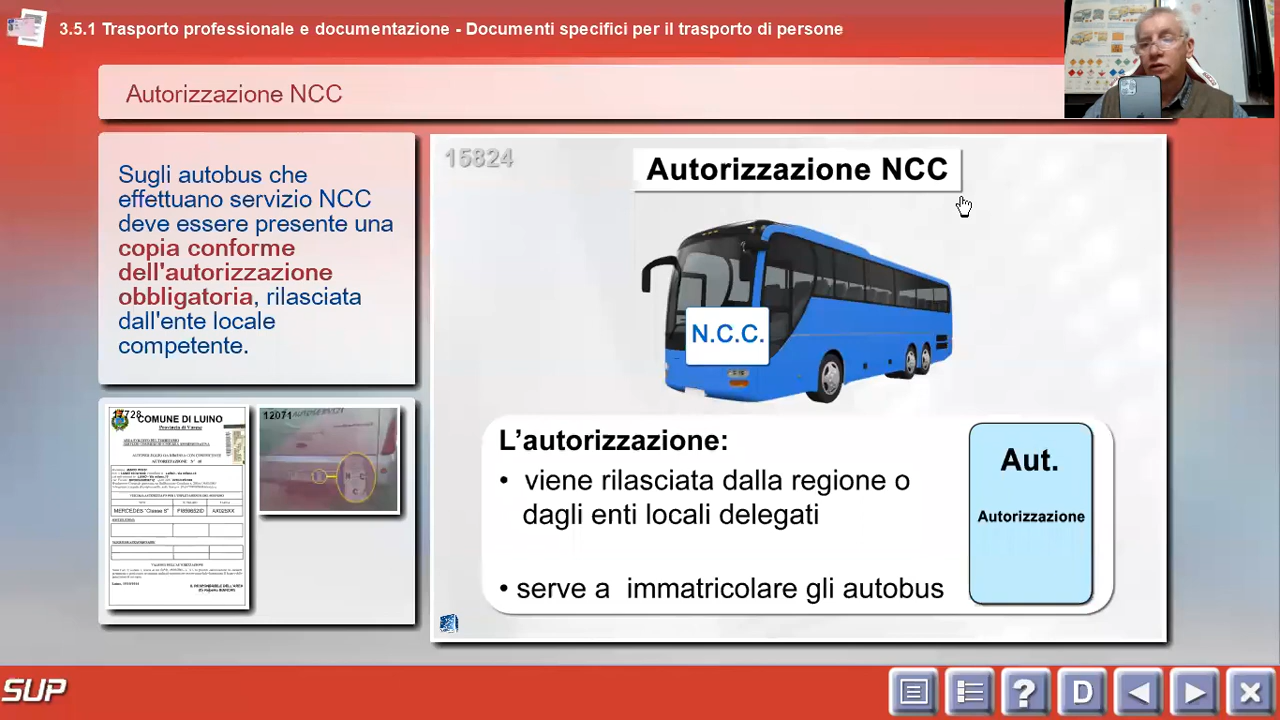 3.5.1 Trasporto professionale e documentazione - Documenti specifici per il trasporto di persone
Autorizzazione NCC
Sugli autobus che
effettuano servizio NCC
deve essere presente una
copia conforme
dell'autorizzazione
obbligatoria, rilasciata
dall'ente locale
competente.
COMUNE DI LUINO
Provincia di Varese
MERCEDES "Classe S"
12071
N C
C
15824
Autorizzazione NCC
N.C.C.
L'autorizzazione:
• viene rilasciata dalla regione o
dagli enti locali delegati
• serve a immatricolare gli autobus
Aut.
Autorizzazione
SUP
?
D